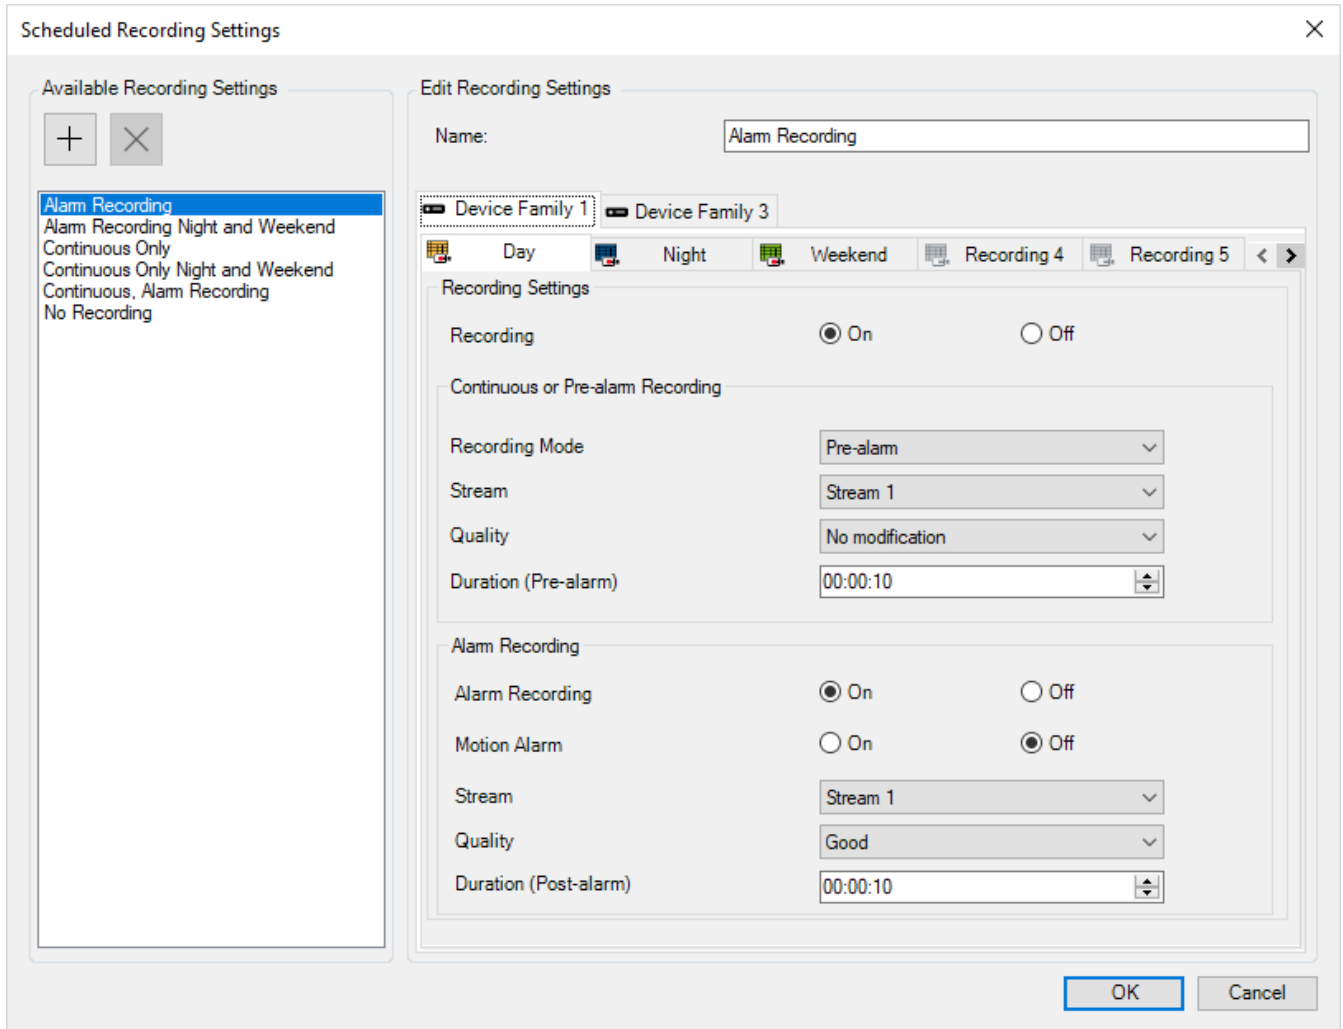 Scheduled Recording Settings
Available Recording Settings
Alarm Recording
Alarm Recording Night and Weekend
Continuous Only
Continuous Only Night and Weekend
Continuous, Alarm Recording
No Recording
Edit Recording Settings
Name: Alarm Recording
Device Family 1 Device Family 3
Day Night Weekend Recording 4 Recording 5
Recording Settings
Recording On Off
Continuous or Pre-alarm Recording
Recording Mode Pre-alarm
Stream Stream 1
Quality No modification
Duration (Pre-alarm) 00:00:10
Alarm Recording
Alarm Recording On Off
Motion Alarm On Off
Stream Stream 1
Quality Good
Duration (Post-alarm) 00:00:10
OK Cancel